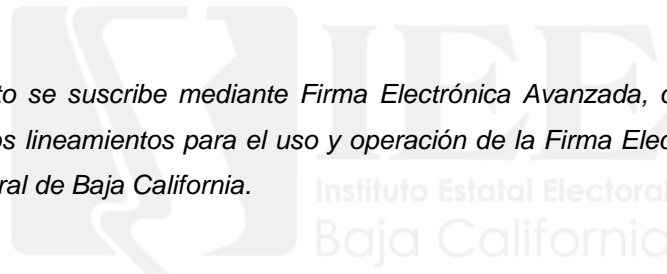 to se suscribe mediante Firma Electrónica Avanzada,
os lineamientos para el uso y operación de la Firma Elec
ral de Baja California.
IEE
Instituto Estatal Electoral
Baja California